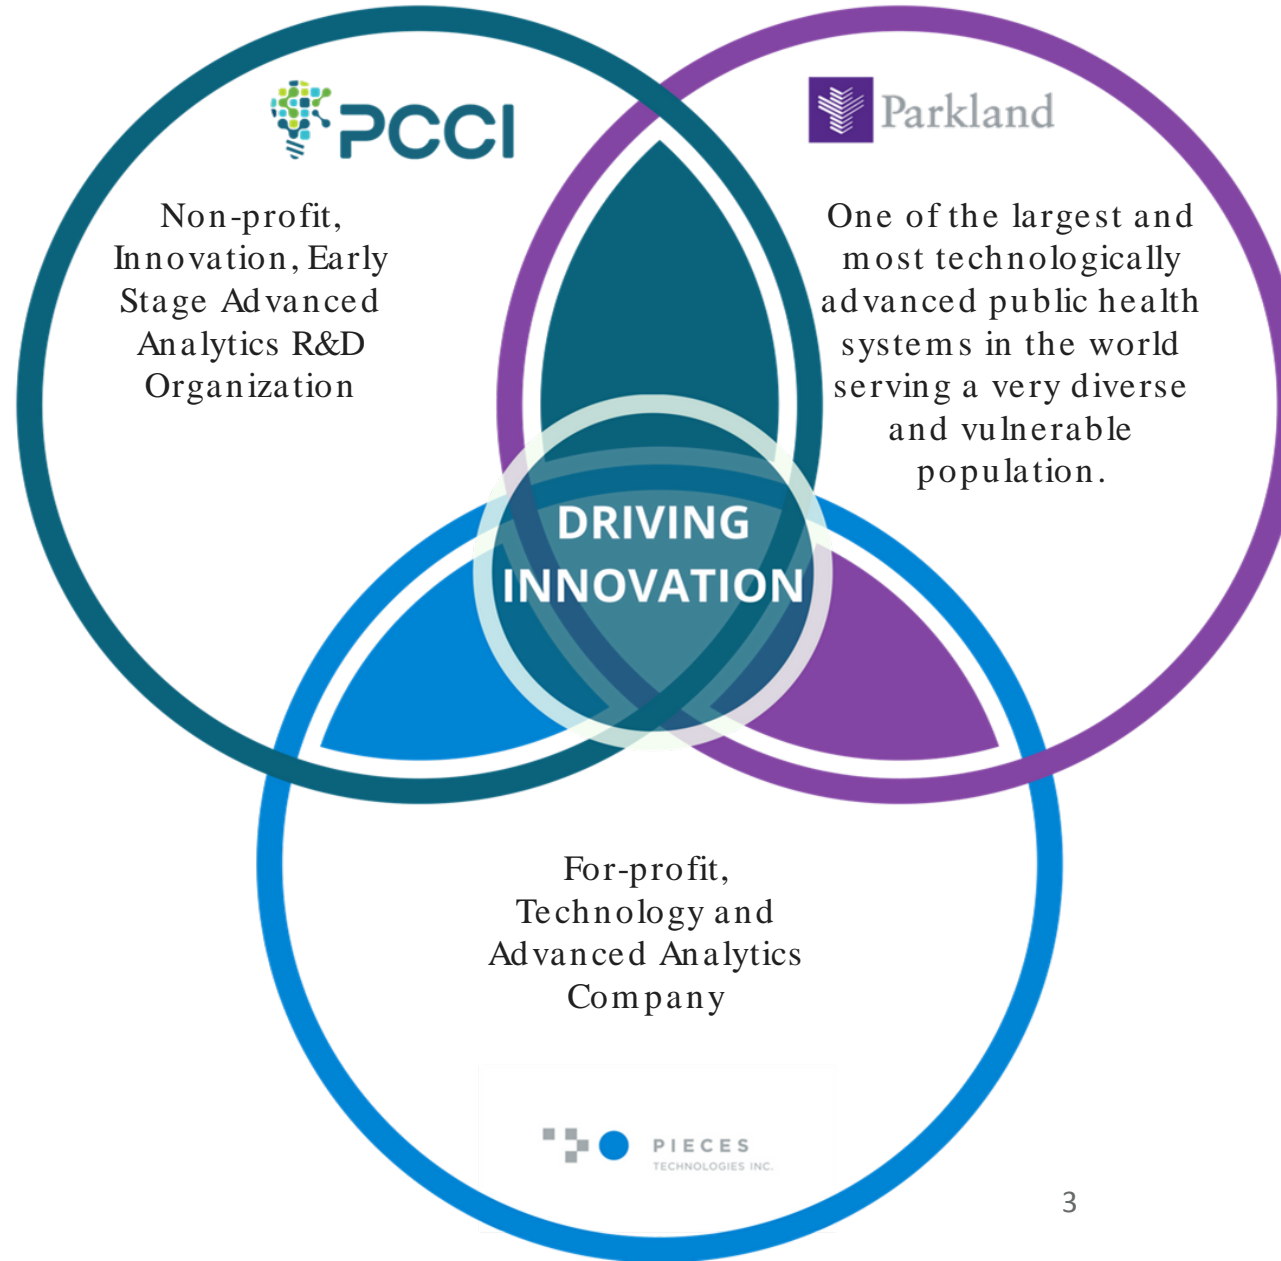 PCCI
Non-profit,
Innovation, Early
Stage Advanced
Analytics R&D
Organization
Parkland
One of the largest and
most technologically
advanced public health
systems in the world
serving a very diverse
and vulnerable
population.
DRIVING
INNOVATION
For-profit,
Technology and
Advanced Analytics
Company
PIECES
TECHNOLOGIES INC.
3